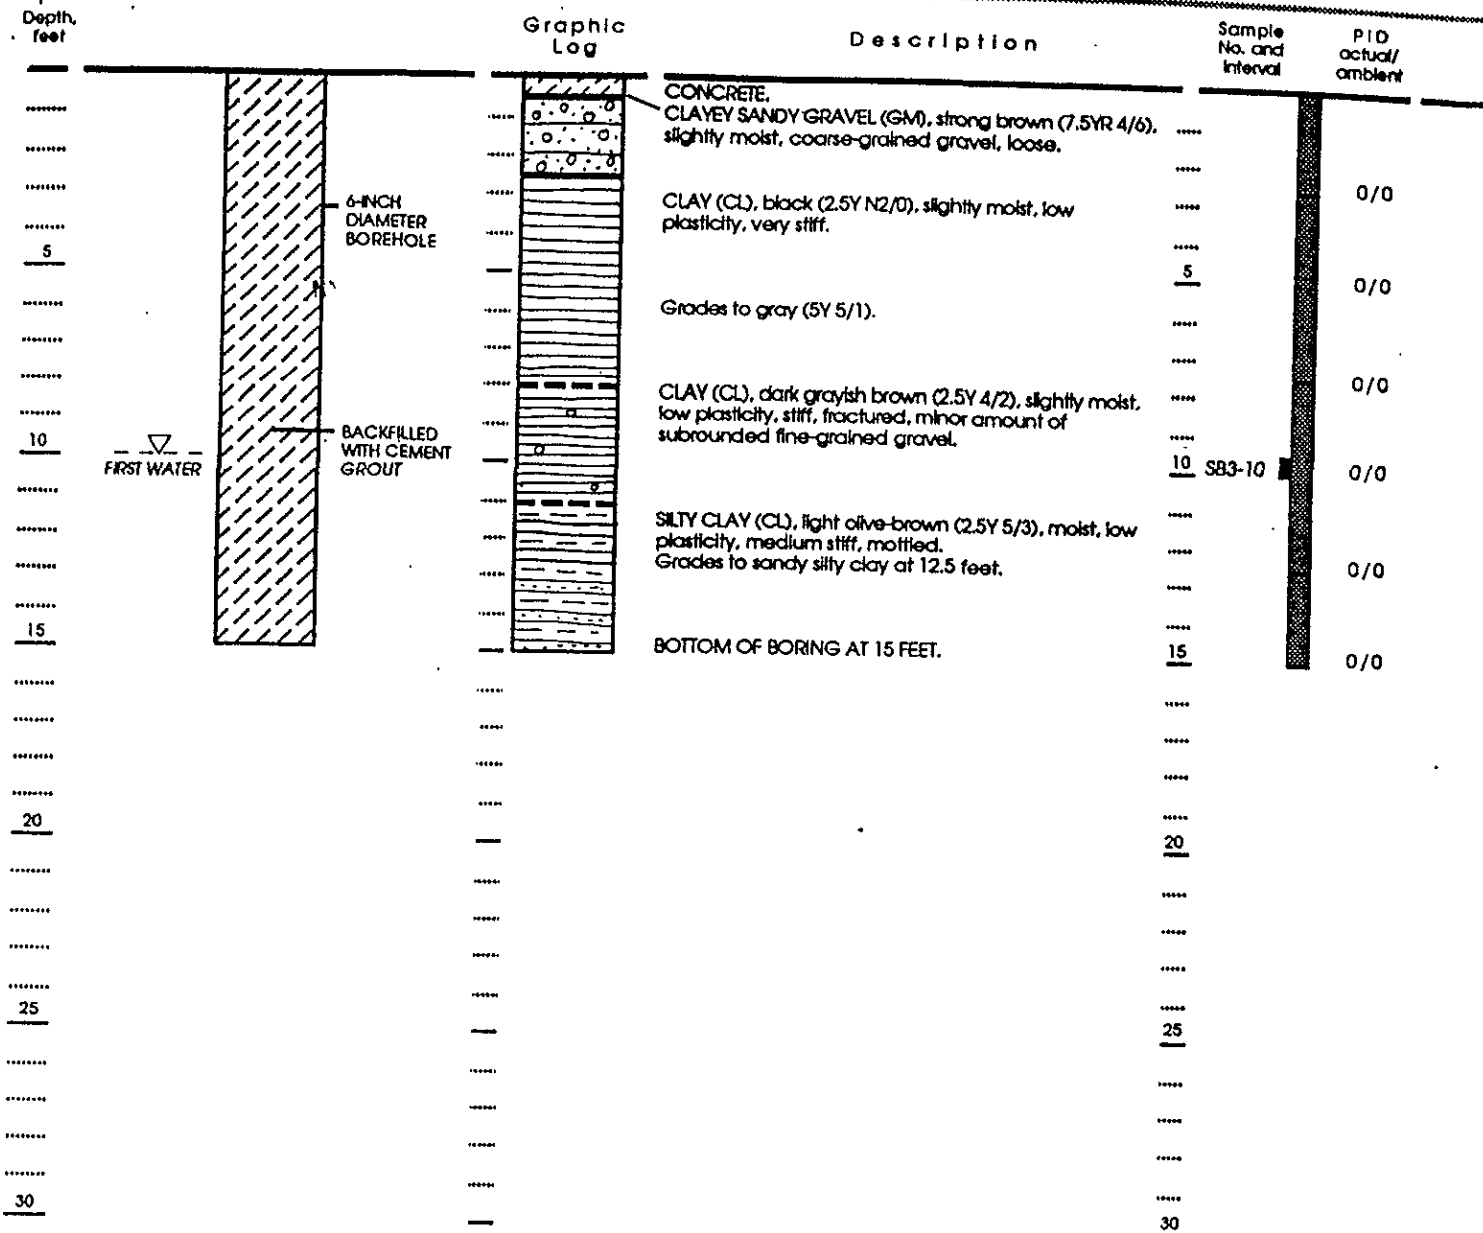 Depth,
feet
Graphic
Log
Description
Sample
No. and
Interval
PID
actual/
ambient
CONCRETE.
CLAYEY SANDY GRAVEL (GM), strong brown (7.5YR 4/6),
slightly moist, coarse-grained gravel, loose.
6-INCH
DIAMETER
BOREHOLE
CLAY (CL), black (2.5Y N2/0), slightly moist, low
plasticity, very stiff.
0/0
5
5
0/0
Grades to gray (5Y 5/1).
0/0
CLAY (CL), dark grayish brown (2.5Y 4/2), slightly moist,
low plasticity, stiff, fractured, minor amount of
subrounded fine-grained gravel.
10
FIRST WATER
BACKFILLED
WITH CEMENT
GROUT
10
SB3-10
0/0
SILTY CLAY (CL), light olive-brown (2.5Y 5/3), moist, low
plasticity, medium stiff, mottled.
Grades to sandy silty clay at 12.5 feet.
0/0
15
BOTTOM OF BORING AT 15 FEET.
15
0/0
20
20
25
25
30
30